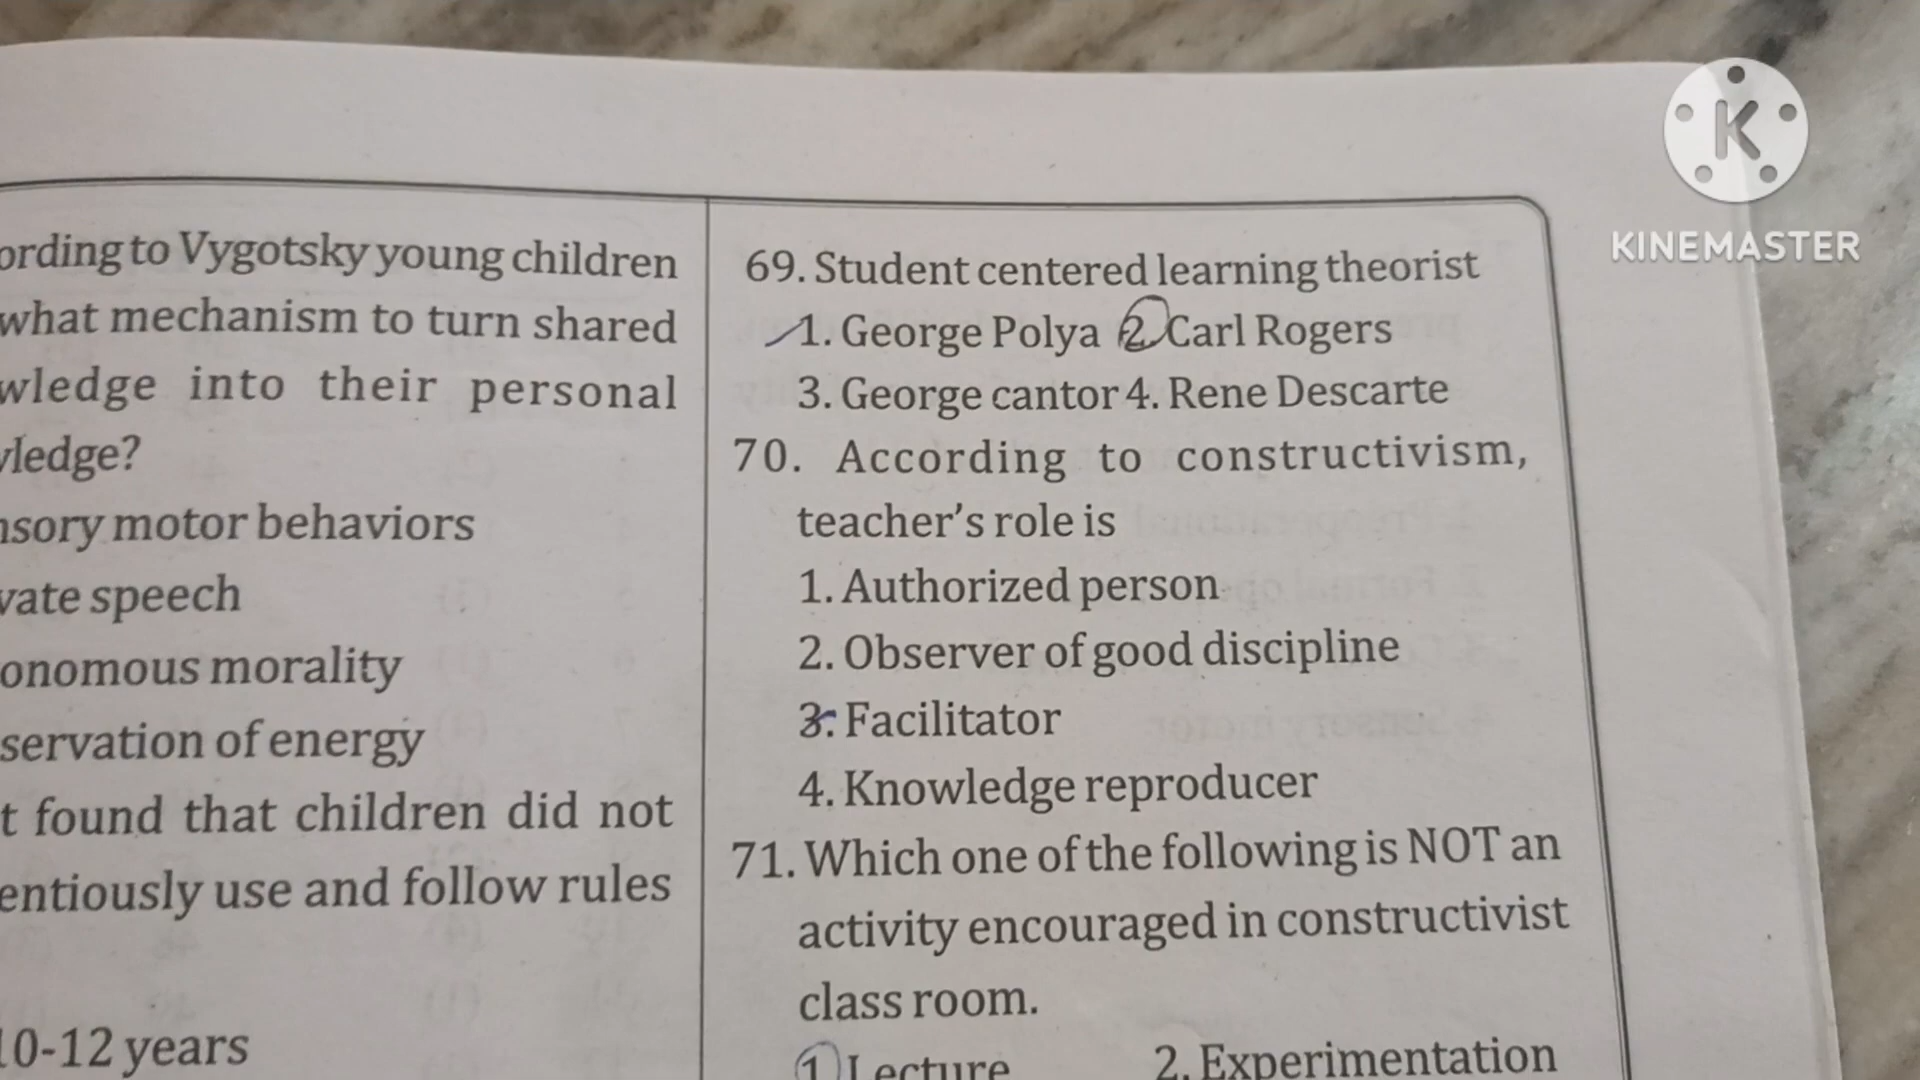 ording to Vygotsky young children
what mechanism to turn shared
wledge into their personal
ledge?
sory motor behaviors
vate speech
onomous morality
servation of energy
t found that children did not
entiously use and follow rules
10-12 years
69. Student centered learning theorist
1. George Polya 2. Carl Rogers
3. George cantor 4. Rene Descarte
70. According to constructivism,
teacher's role is
1. Authorized person
2. Observer of good discipline
3. Facilitator
4. Knowledge reproducer
71. Which one of the following is NOT an
activity encouraged in constructivist
class room.
1. Lecture 2. Experimentation
K
KINEMASTER